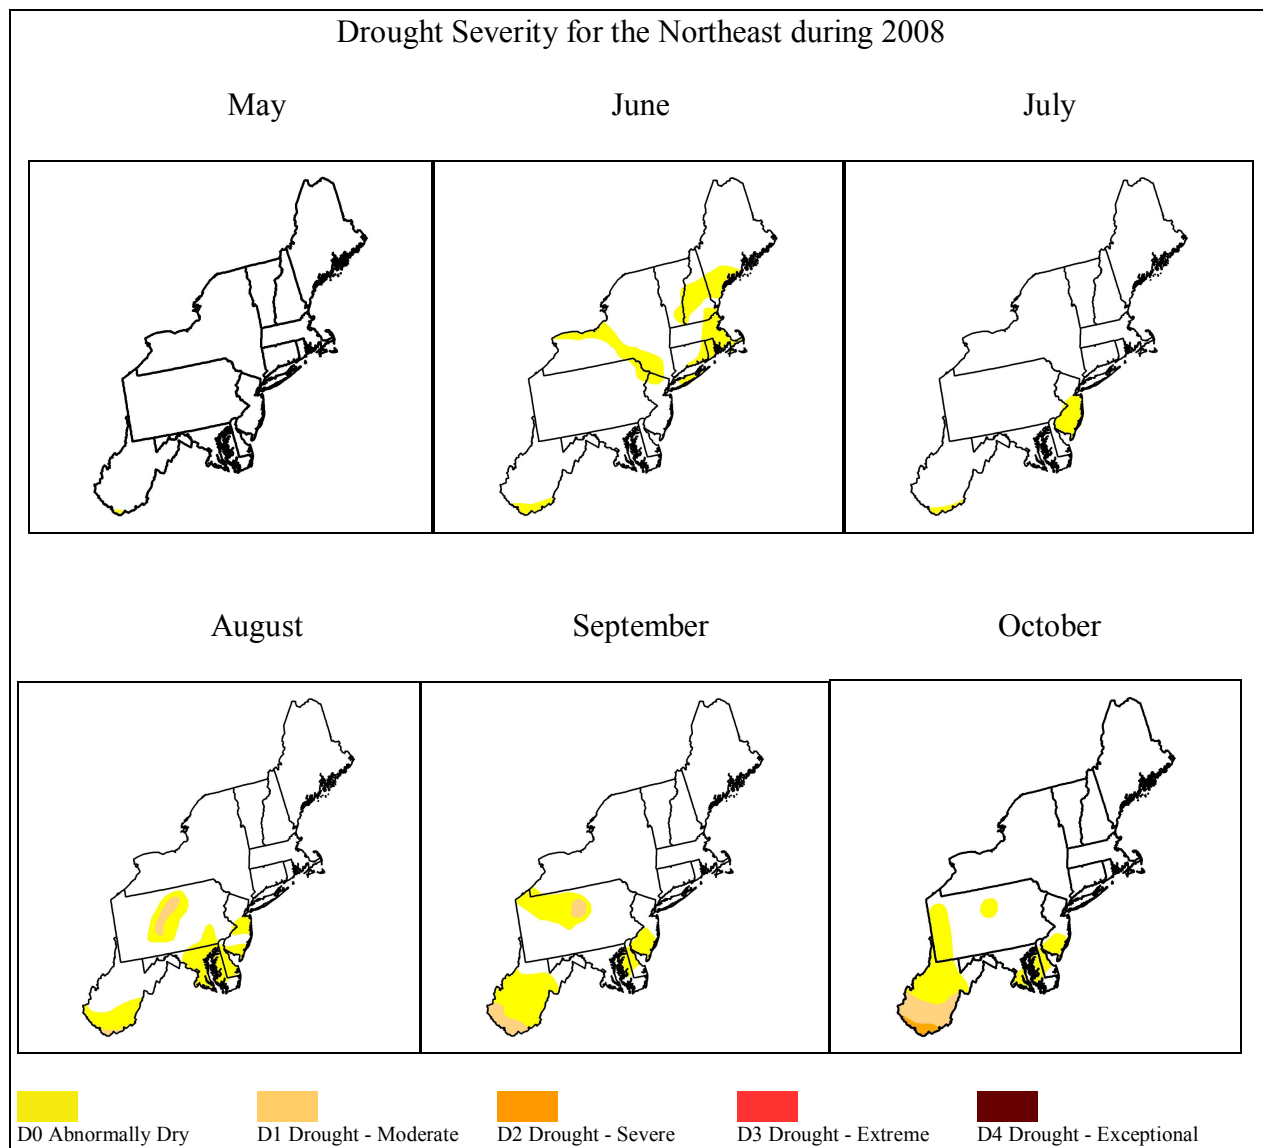 Drought Severity for the Northeast during 2008
May June July
August September October
D0 Abnormally Dry D1 Drought - Moderate D2 Drought - Severe D3 Drought - Extreme D4 Drought - Exceptional